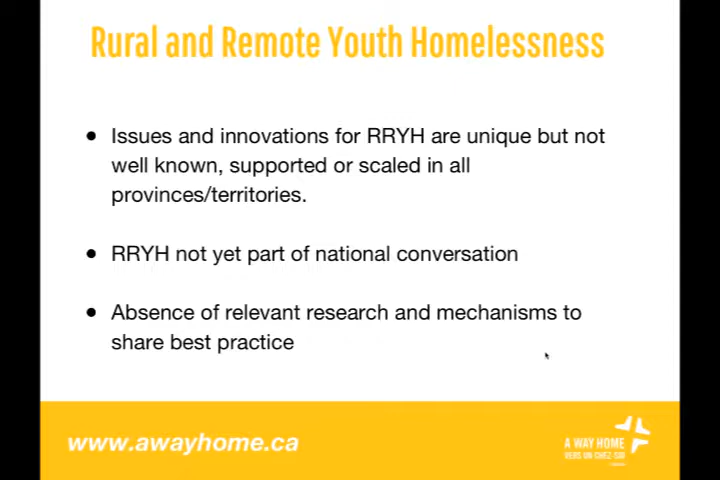 Rural and Remote Youth Homelessness
• Issues and innovations for RRYH are unique but not
well known, supported or scaled in all
provinces/territories.
• RRYH not yet part of national conversation
• Absence of relevant research and mechanisms to
share best practice
www.awayhome.ca
A WAY HOME
VERS UN CHEZ-SOI